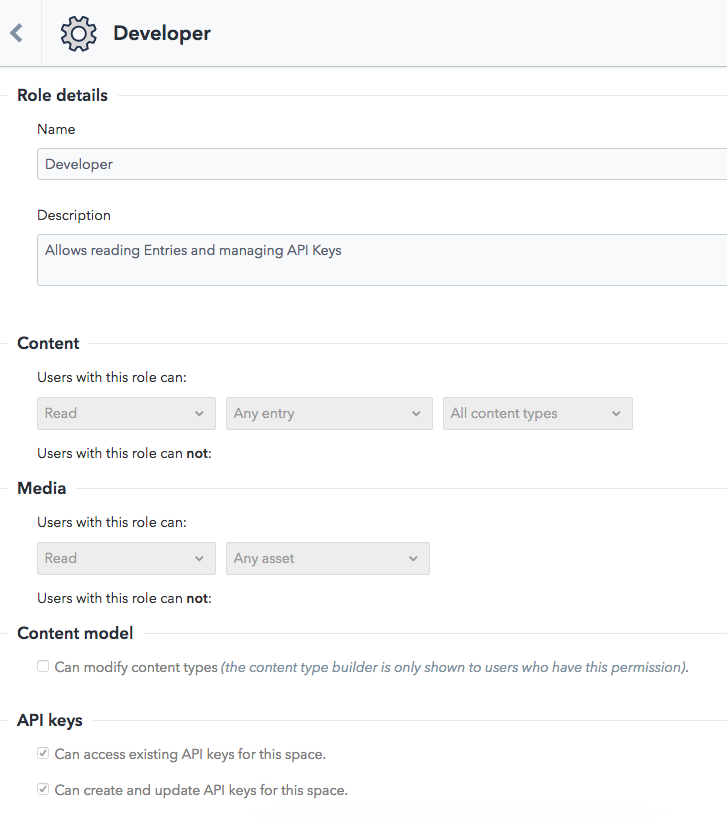 Developer
Role details
Name
Developer
Description
Allows reading Entries and managing API Keys
Content
Users with this role can:
Read Any entry All content types
Users with this role can not:
Media
Users with this role can:
Read Any asset
Users with this role can not:
Content model
Can modify content types (the content type builder is only shown to users who have this permission).
API keys
Can access existing API keys for this space.
Can create and update API keys for this space.